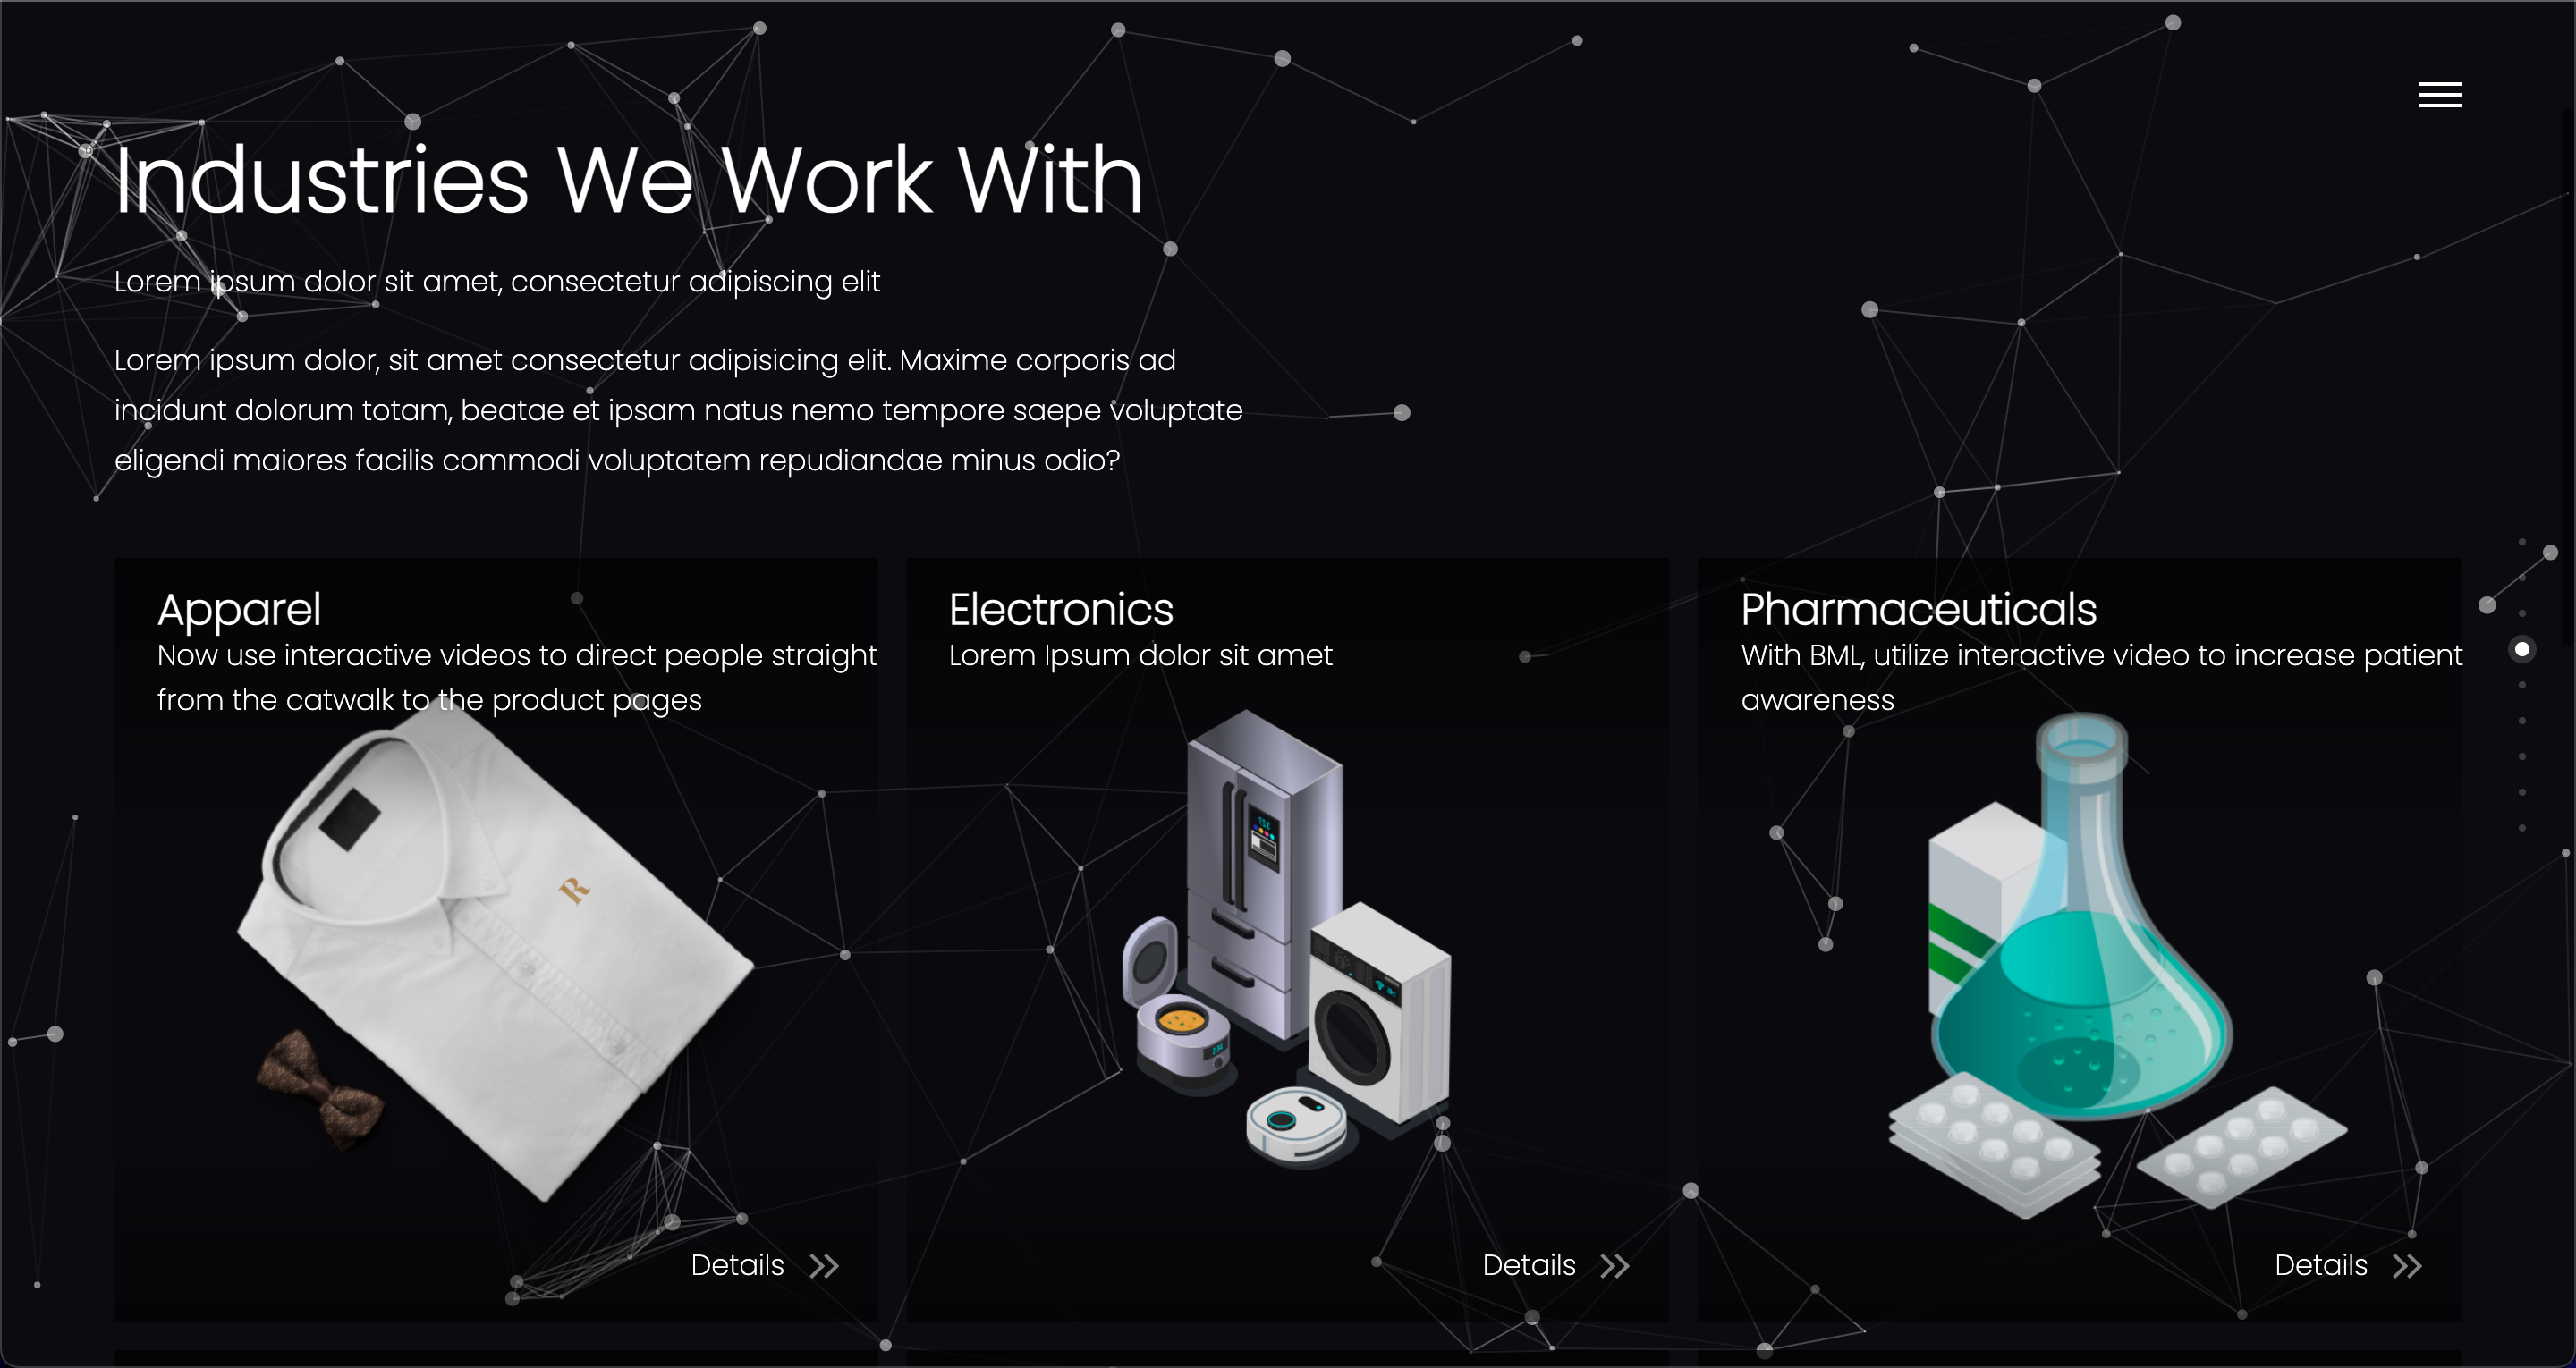 Industries We Work With
Lorem ipsum dolor sit amet, consectetur adipiscing elit
Lorem ipsum dolor, sit amet consectetur adipisicing elit. Maxime corporis ad
incidunt dolorum totam, beatae et ipsam natus nemo tempore saepe voluptate
eligendi maiores facilis commodi voluptatem repudiandae minus odio?
Apparel
Now use interactive videos to direct people straight
from the catwalk to the product pages
R
Details
Electronics
Lorem Ipsum dolor sit amet
Details
Pharmaceuticals
With BML, utilize interactive video to increase patient
awareness
Details